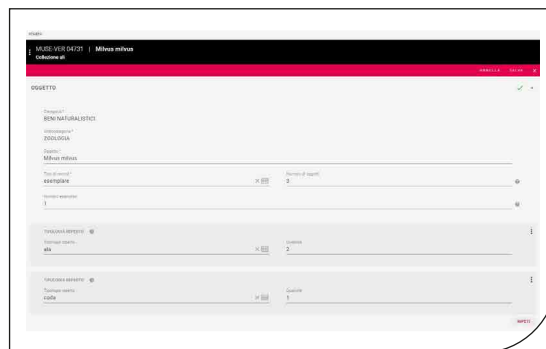 MUSE-VER 04731 | Milvus milvus
Collezione ali
ANNULLA SALVA
OGGETTO
Categoria*
BENI NATURALISTICI
Sottocategoria*
ZOOLOGIA
Oggetto*
Milvus milvus
Tipo di record* Numero di oggetti
esemplare 3
Numero esemplari
1
TIPOLOGIA REPERTO
Tipologia reperto Quantità
ala 2
TIPOLOGIA REPERTO
Tipologia reperto Quantità
coda 1
RIPETI